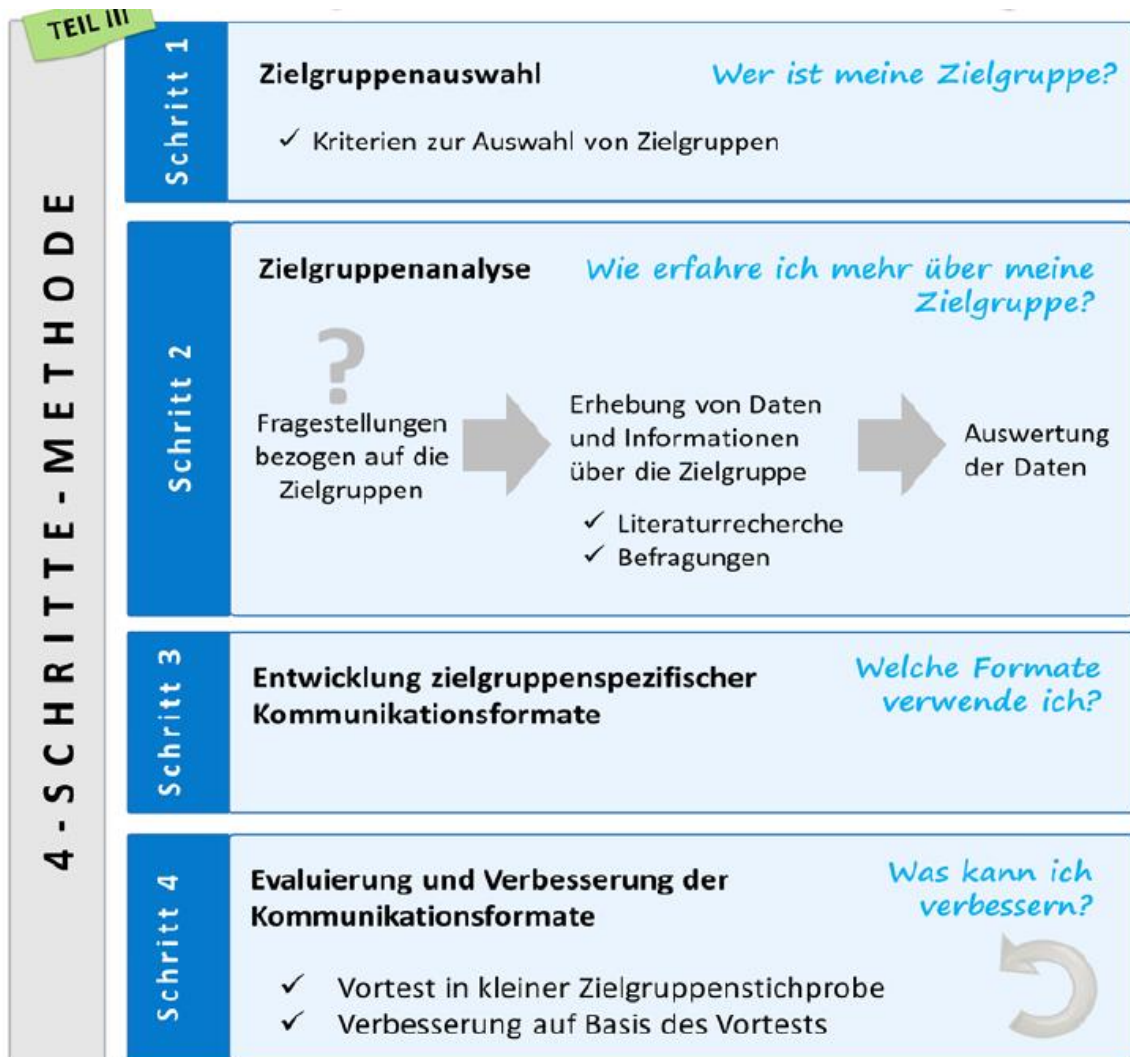 TEIL III
4-SCHRITTE-METHODE
Schritt 1
Zielgruppenauswahl
Wer ist meine Zielgruppe?
✓ Kriterien zur Auswahl von Zielgruppen
Schritt 2
Zielgruppenanalyse
Wie erfahre ich mehr über meine
Zielgruppe?
?
Fragestellungen
bezogen auf die
Zielgruppen
Erhebung von Daten
und Informationen
über die Zielgruppe
✓ Literaturrecherche
✓ Befragungen
Auswertung
der Daten
Schritt 3
Entwicklung zielgruppenspezifischer
Kommunikationsformate
Welche Formate
verwende ich?
Schritt 4
Evaluierung und Verbesserung der
Kommunikationsformate
Was kann ich
verbessern?
✓ Vortest in kleiner Zielgruppenstichprobe
✓ Verbesserung auf Basis des Vortests